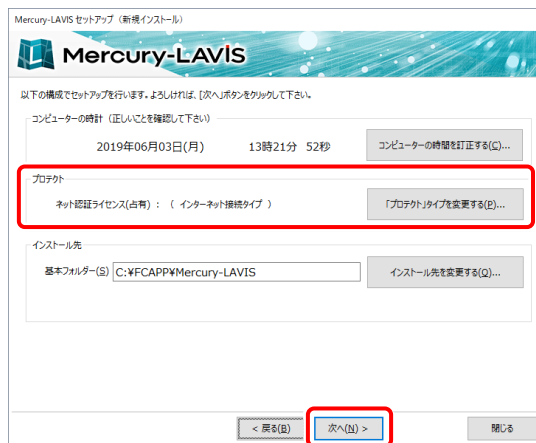 Mercury-LAVIS セットアップ（新規インストール）
Mercury-LAVIS
以下の構成でセットアップを行います。よろしければ、[次へ]ボタンをクリックして下さい。
コンピューターの時計（正しいことを確認して下さい）
2019年06月03日(月) 13時21分 52秒 コンピューターの時間を訂正する(C)...
プロテクト
ネット認証ライセンス(占有) : （ インターネット接続タイプ ） 「プロテクト」タイプを変更する(P)...
インストール先
基本フォルダー(S) C:¥FCAPP¥Mercury-LAVIS インストール先を変更する(O)...
< 戻る(B) 次へ(N) > 閉じる